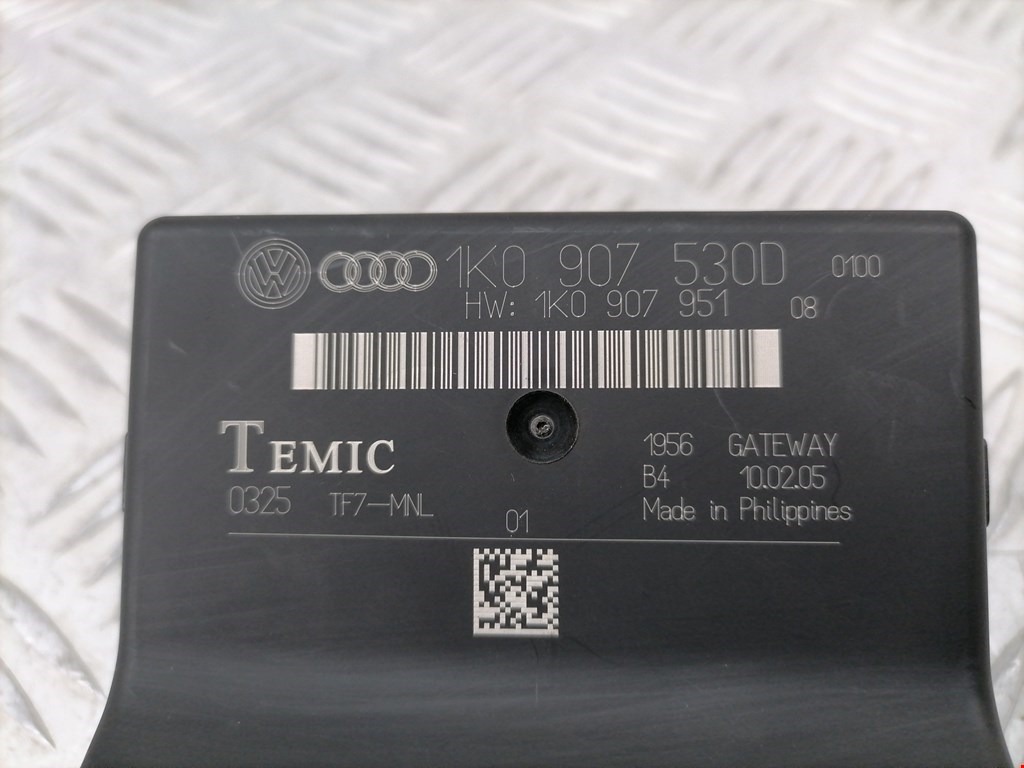 1K0 907 530D 0100
HW: 1K0 907 951 08
TEMIC
0325 TF7-MNL
01
1956 GATEWAY
B4 10.02.05
Made in Philippines